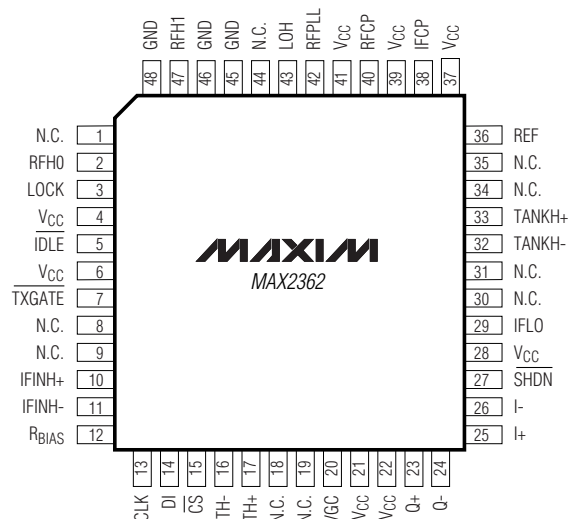 48 GND
47 RFH1
46 GND
45 GND
44 N.C.
43 LOH
42 RFPLL
41 VCC
40 RFCP
39 VCC
38 IFCP
37 VCC
N.C. 1
RFH0 2
LOCK 3
VCC 4
IDLE 5
VCC 6
TXGATE 7
N.C. 8
N.C. 9
IFINH+ 10
IFINH- 11
RBIAS 12
MAXIM
MAX2362
36 REF
35 N.C.
34 N.C.
33 TANKH+
32 TANKH-
31 N.C.
30 N.C.
29 IFLO
28 VCC
27 SHDN
26 I-
25 I+
13 CLK
14 DI
15 CS
16 TH-
17 TH+
18 N.C.
19 N.C.
20
21 VCC
22 VCC
23 Q+
24 Q-